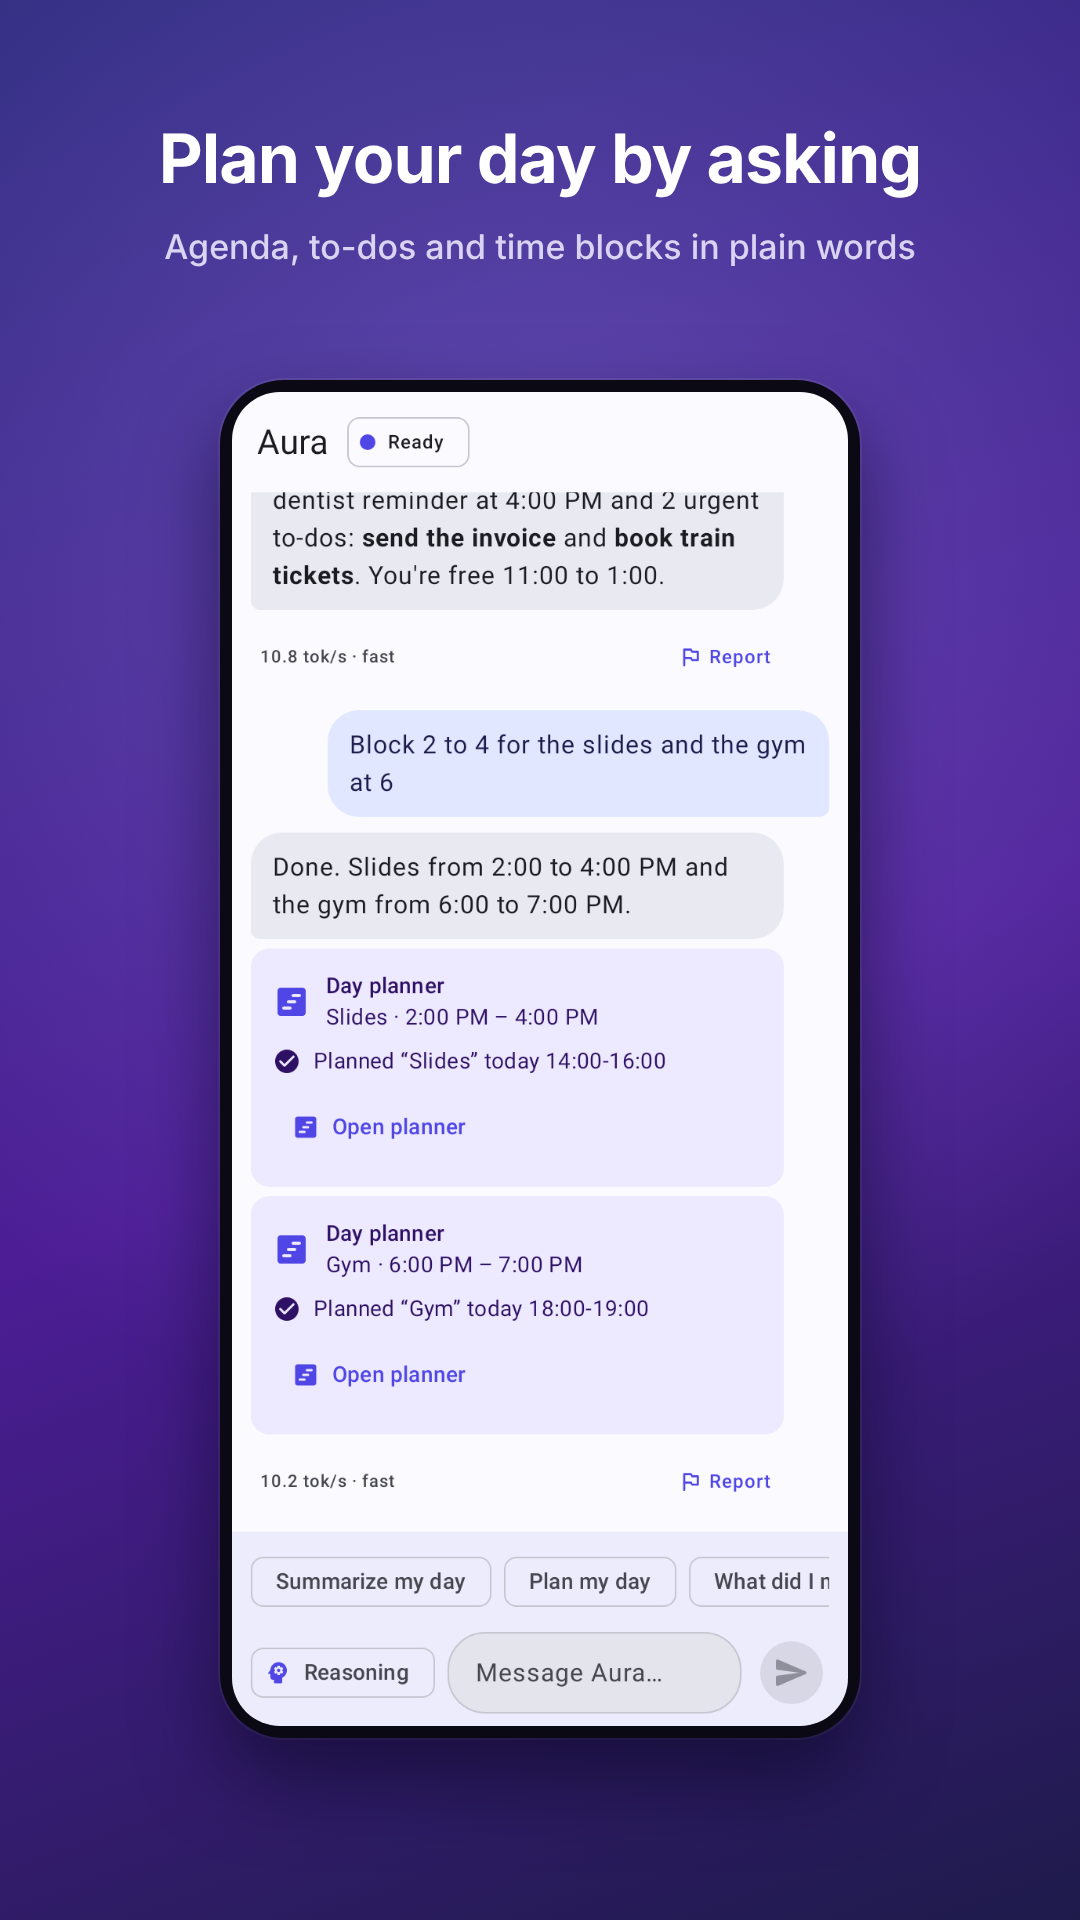 Plan your day by asking
Agenda, to-dos and time blocks in plain words
Aura
Ready
dentist reminder at 4:00 PM and 2 urgent
to-dos: send the invoice and book train
tickets. You're free 11:00 to 1:00.
10.8 tok/s · fast
Report
Block 2 to 4 for the slides and the gym
at 6
Done. Slides from 2:00 to 4:00 PM and
the gym from 6:00 to 7:00 PM.
Day planner
Slides · 2:00 PM – 4:00 PM
Planned “Slides” today 14:00-16:00
Open planner
Day planner
Gym · 6:00 PM – 7:00 PM
Planned “Gym” today 18:00-19:00
Open planner
10.2 tok/s · fast
Report
Summarize my day
Plan my day
What did I
Reasoning
Message Aura…